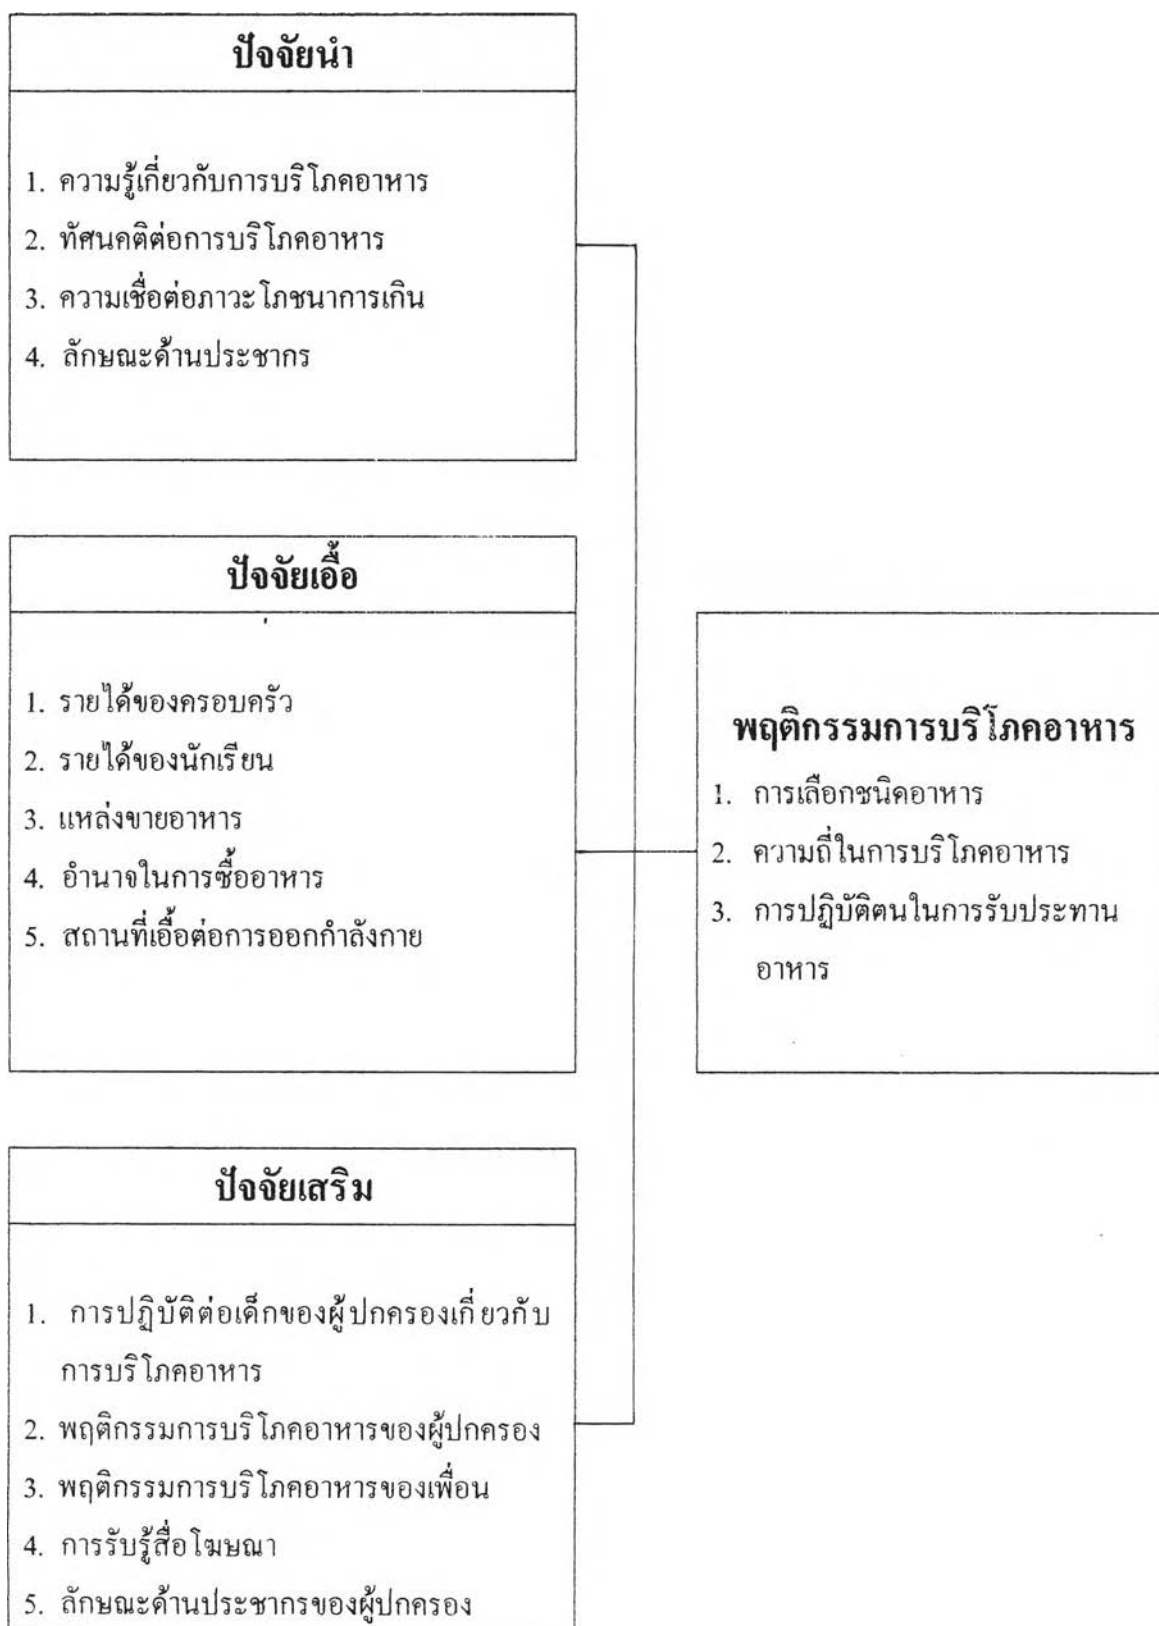 ปัจจัยนำ
1. ความรู้เกี่ยวกับการบริโภคอาหาร
2. ทัศนคติต่อการบริโภคอาหาร
3. ความเชื่อต่อภาวะโภชนาการเกิน
4. ลักษณะด้านประชากร
ปัจจัยเอื้อ
1. รายได้ของครอบครัว
2. รายได้ของนักเรียน
3. แหล่งขายอาหาร
4. อำนาจในการซื้ออาหาร
5. สถานที่เอื้อต่อการออกกำลังกาย
พฤติกรรมการบริโภคอาหาร
1. การเลือกชนิดอาหาร
2. ความถี่ในการบริโภคอาหาร
3. การปฏิบัติตนในการรับประทาน
อาหาร
ปัจจัยเสริม
1. การปฏิบัติต่อเด็กของผู้ปกครองเกี่ยวกับ
การบริโภคอาหาร
2. พฤติกรรมการบริโภคอาหารของผู้ปกครอง
3. พฤติกรรมการบริโภคอาหารของเพื่อน
4. การรับรู้สื่อโฆษณา
5. ลักษณะด้านประชากรของผู้ปกครอง